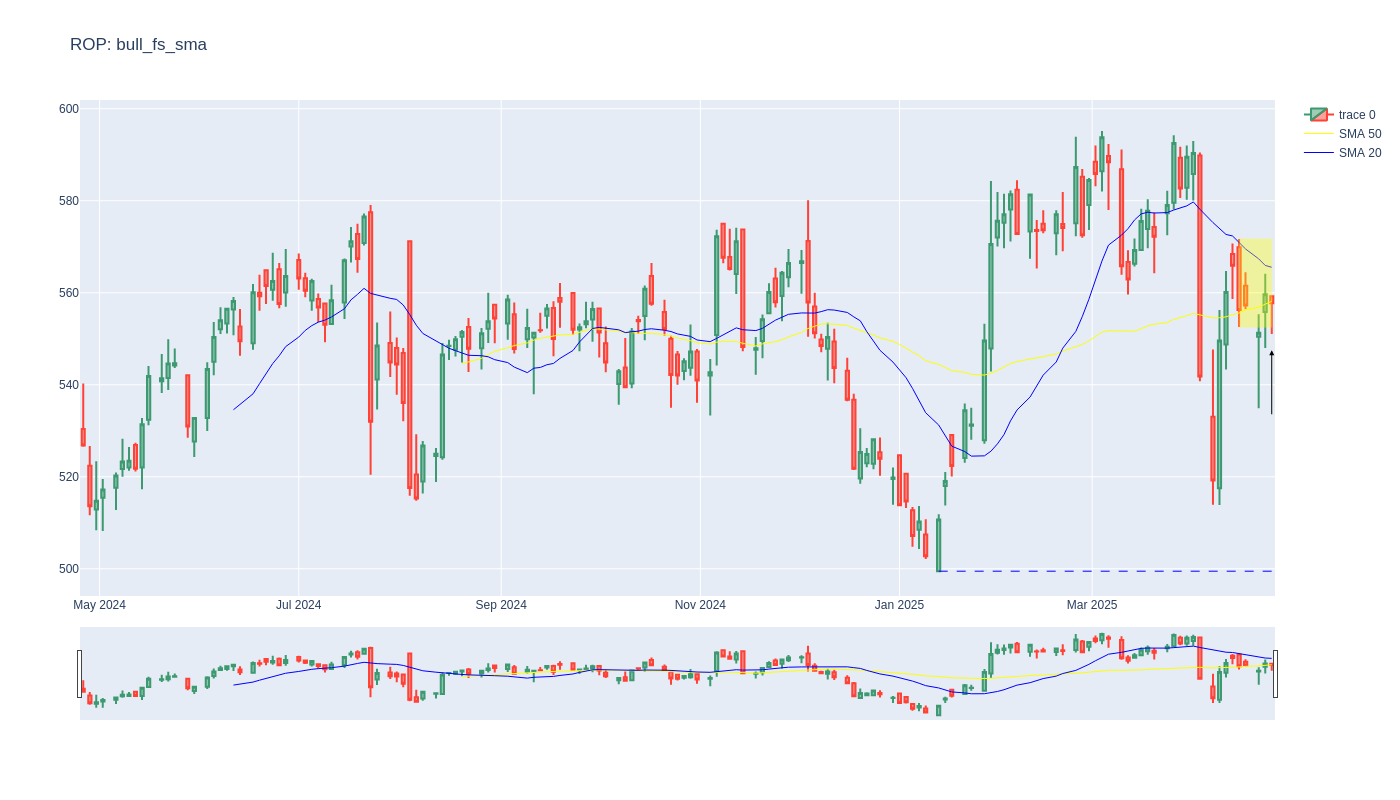 ROP: bull_fs_sma
600
580
560
540
520
500
May 2024
Jul 2024
Sep 2024
Nov 2024
Jan 2025
Mar 2025
trace 0
SMA 50
SMA 20